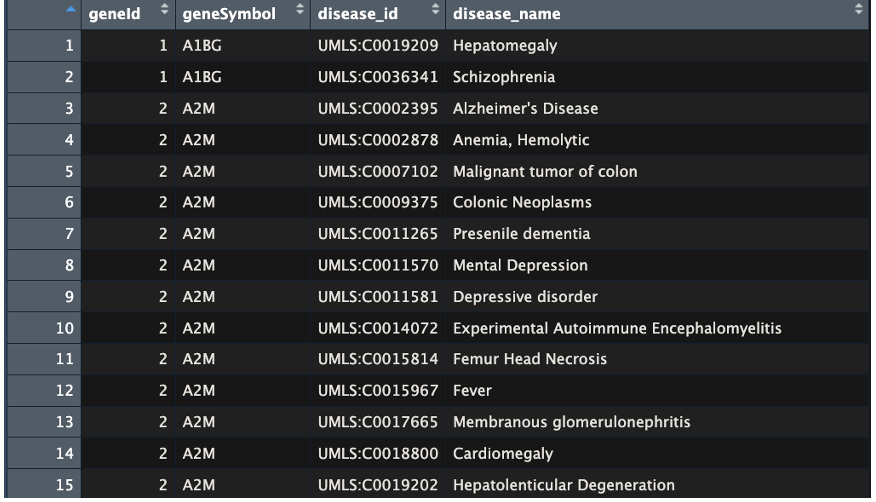 geneId geneSymbol disease_id disease_name
1 1 A1BG UMLS:C0019209 Hepatomegaly
2 1 A1BG UMLS:C0036341 Schizophrenia
3 2 A2M UMLS:C0002395 Alzheimer's Disease
4 2 A2M UMLS:C0002878 Anemia, Hemolytic
5 2 A2M UMLS:C0007102 Malignant tumor of colon
6 2 A2M UMLS:C0009375 Colonic Neoplasms
7 2 A2M UMLS:C0011265 Presenile dementia
8 2 A2M UMLS:C0011570 Mental Depression
9 2 A2M UMLS:C0011581 Depressive disorder
10 2 A2M UMLS:C0014072 Experimental Autoimmune Encephalomyelitis
11 2 A2M UMLS:C0015814 Femur Head Necrosis
12 2 A2M UMLS:C0015967 Fever
13 2 A2M UMLS:C0017665 Membranous glomerulonephritis
14 2 A2M UMLS:C0018800 Cardiomegaly
15 2 A2M UMLS:C0019202 Hepatolenticular Degeneration